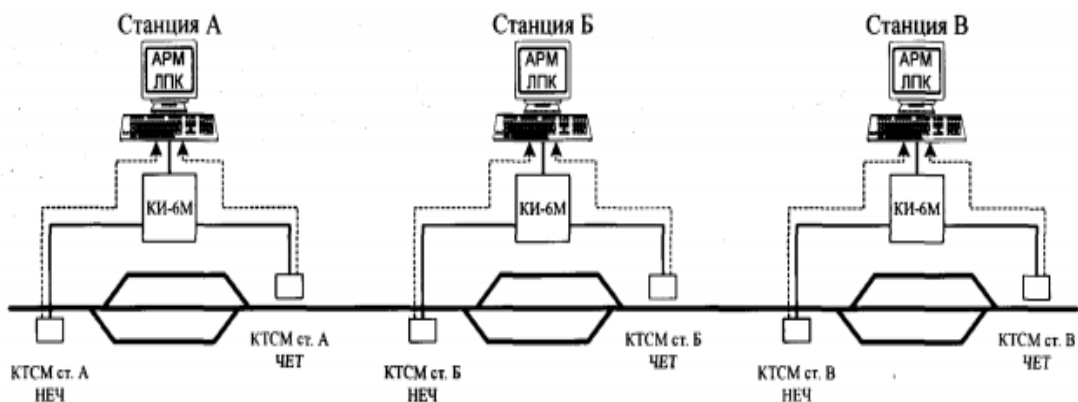 Станция А
Станция Б
Станция В
АРМ
ЛПК
АРМ
ЛПК
АРМ
ЛПК
КИ-6М
КИ-6М
КИ-6М
КТСМ ст. А
НЕЧ
КТСМ ст. А
ЧЕТ
КТСМ ст. Б
НЕЧ
КТСМ ст. Б
ЧЕТ
КТСМ ст. В
НЕЧ
КТСМ ст. В
ЧЕТ